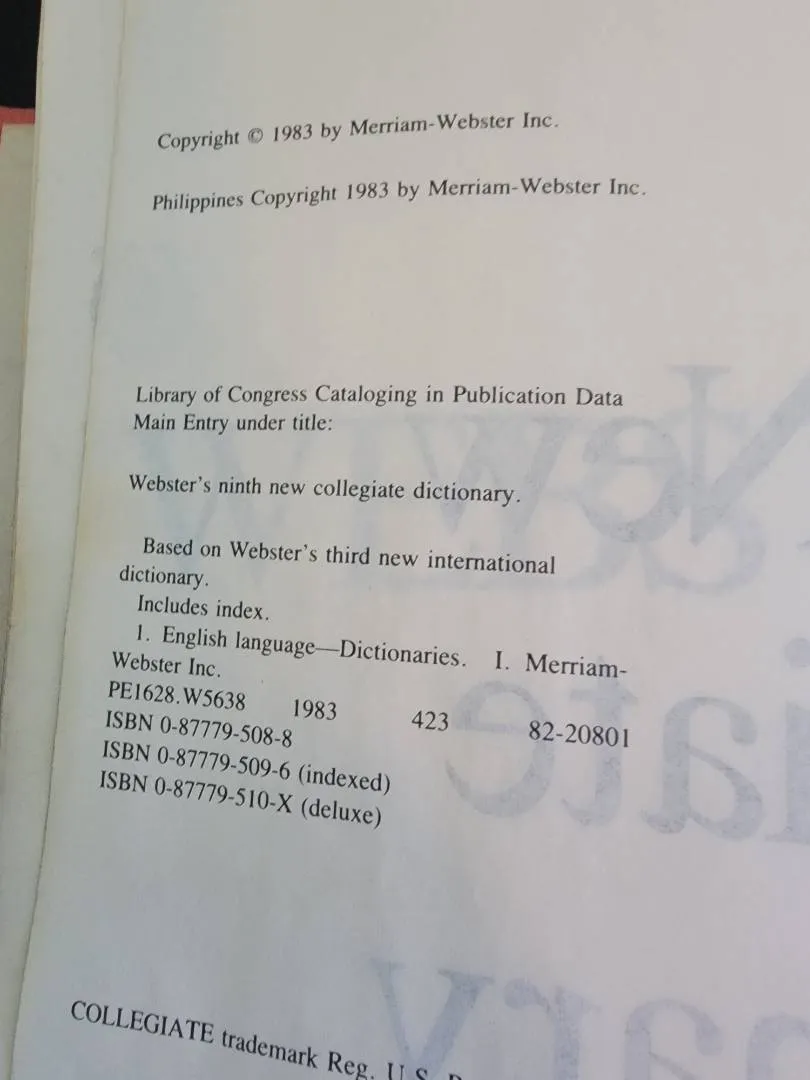 Copyright © 1983 by Merriam-Webster Inc.
Philippines Copyright 1983 by Merriam-Webster Inc.
Library of Congress Cataloging in Publication Data
Main Entry under title:
Webster's ninth new collegiate dictionary.
Based on Webster's third new international
dictionary.
Includes index.
1. English language—Dictionaries. I. Merriam-
Webster Inc.
PE1628.W5638 1983 423 82-20801
ISBN 0-87779-508-8
ISBN 0-87779-509-6 (indexed)
ISBN 0-87779-510-X (deluxe)
COLLEGIATE trademark Reg. U.S.